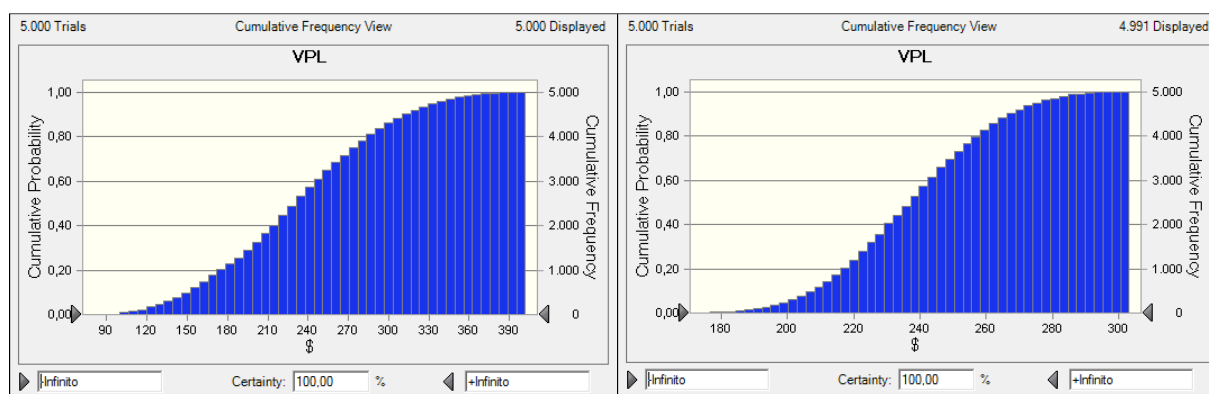 5.000 Trials Cumulative Frequency View 5.000 Displayed
VPL
Cumulative Probability
1,00
0,80
0,60
0,40
0,20
0,00
5.000
4.000
3.000
2.000
1.000
0
Cumulative Frequency
90 120 150 180 210 240 270 300 330 360 390
$
-Infinito Certainty: 100,00 % +Infinito
5.000 Trials Cumulative Frequency View 4.991 Displayed
VPL
Cumulative Probability
1,00
0,80
0,60
0,40
0,20
0,00
5.000
4.000
3.000
2.000
1.000
0
Cumulative Frequency
180 200 220 240 260 280 300
$
-Infinito Certainty: 100,00 % +Infinito